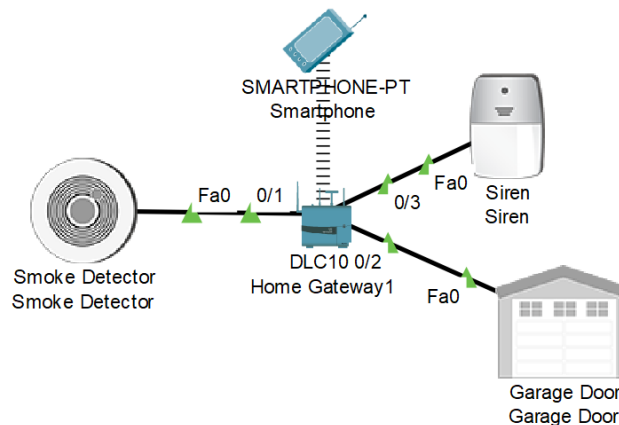 SMARTPHONE-PT
Smartphone
Fa0
0/1
Fa0
0/3
Siren
Siren
Smoke Detector
Smoke Detector
DLC10 0/2
Home Gateway1
Fa0
Garage Door
Garage Door